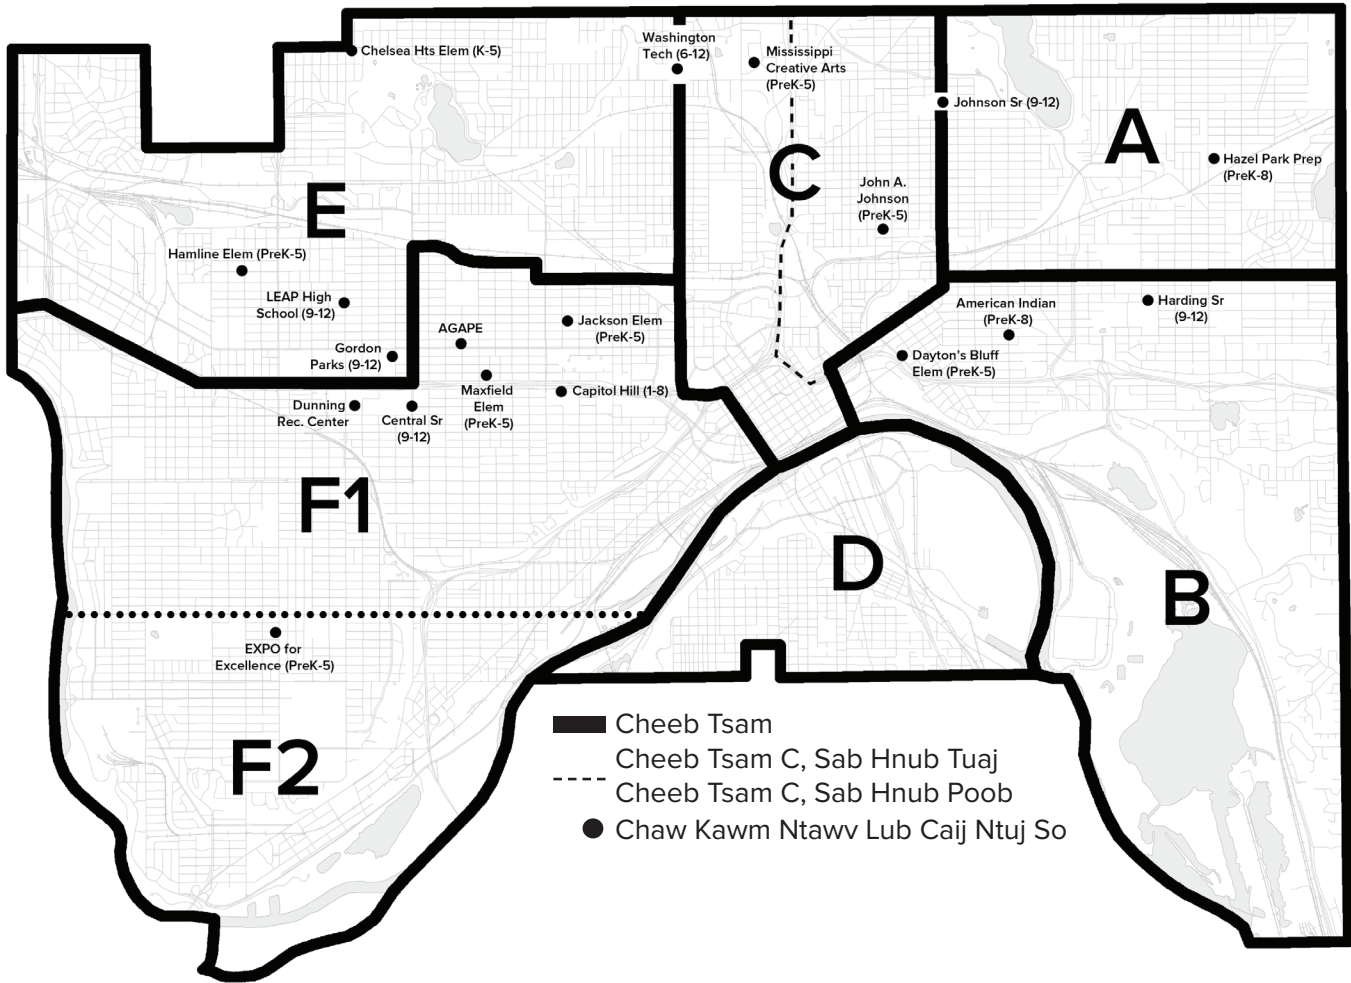 Chelsea Hts Elem (K-5)
Washington
Tech (6-12)
Mississippi
Creative Arts
(PreK-5)
Johnson Sr (9-12)
A
Hazel Park Prep
(PreK-8)
C
John A.
Johnson
(PreK-5)
E
Hamline Elem (PreK-5)
LEAP High
School (9-12)
Gordon
Parks (9-12)
AGAPE
Jackson Elem
(PreK-5)
American Indian
(PreK-8)
Harding Sr
(9-12)
Dayton's Bluff
Elem (PreK-5)
Maxfield
Elem
(PreK-5)
Capitol Hill (1-8)
Dunning
Rec. Center
Central Sr
(9-12)
F1
D
B
EXPO for
Excellence (PreK-5)
F2
Cheeb Tsam
Cheeb Tsam C, Sab Hnub Tuaj
Cheeb Tsam C, Sab Hnub Poob
Chaw Kawm Ntawv Lub Caij Ntuj So